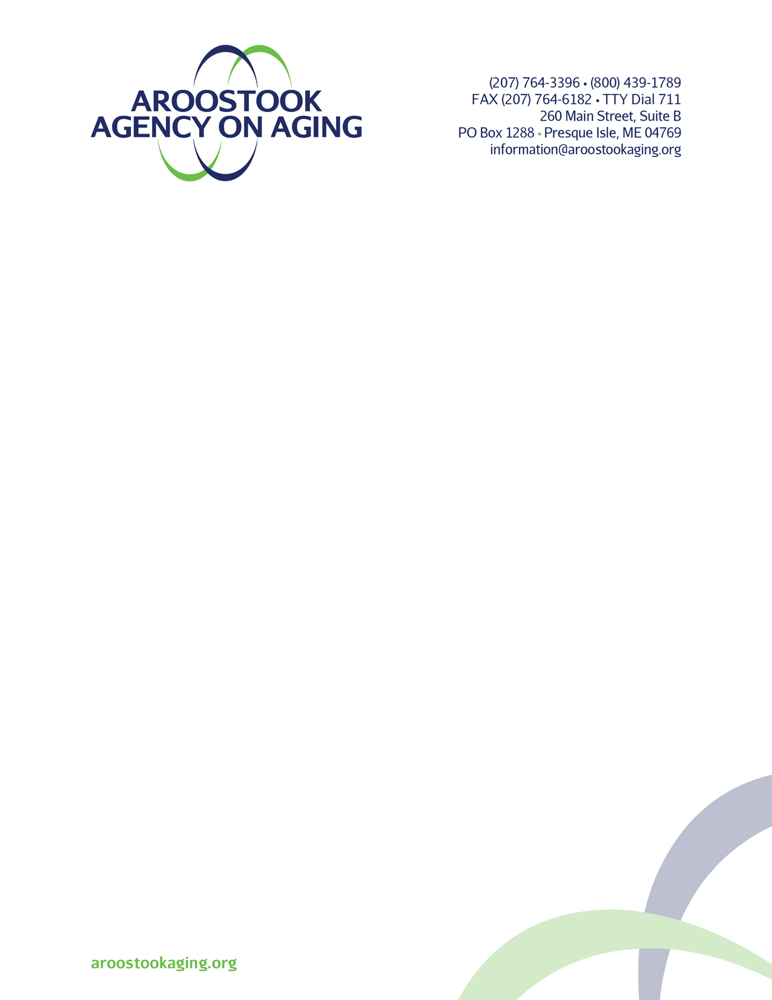 AROOSTOOK
AGENCY ON AGING
(207) 764-3396 • (800) 439-1789
FAX (207) 764-6182 • TTY Dial 711
260 Main Street, Suite B
PO Box 1288 • Presque Isle, ME 04769
information@aroostookaging.org
aroostookaging.org